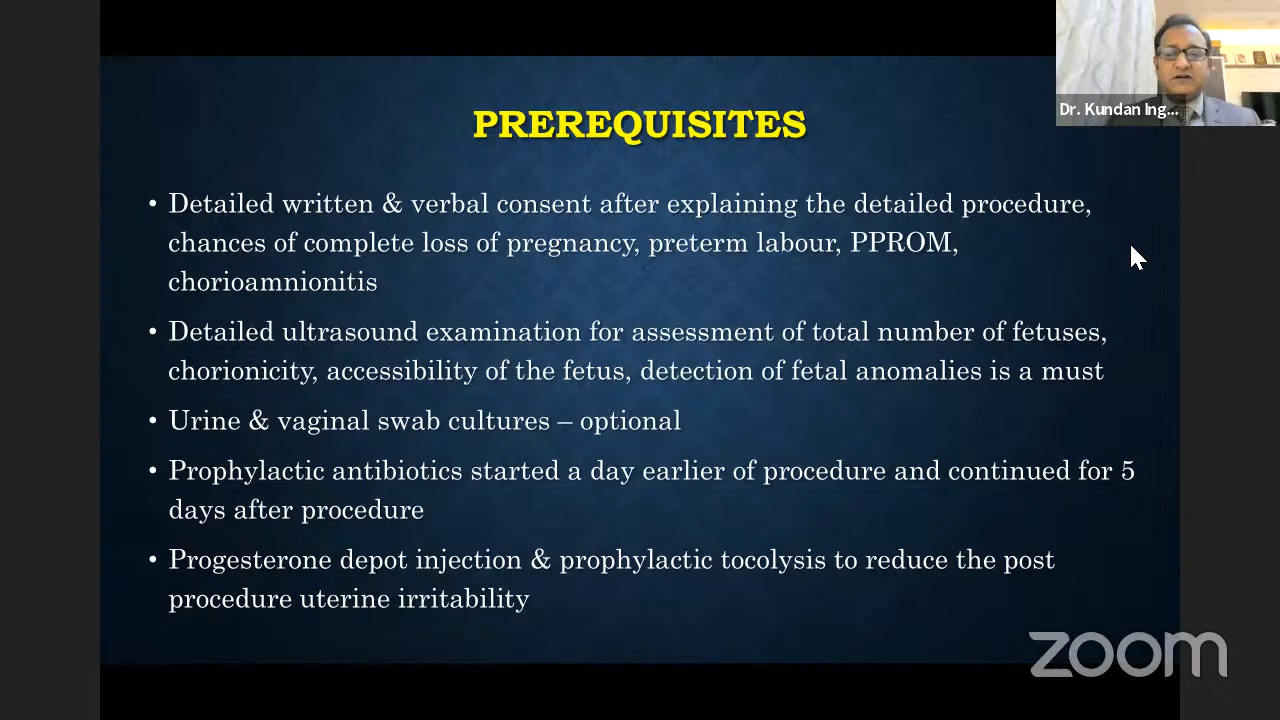 PREREQUISITES
Dr. Kundan Ing...
• Detailed written & verbal consent after explaining the detailed procedure,
chances of complete loss of pregnancy, preterm labour, PPROM,
chorioamnionitis
• Detailed ultrasound examination for assessment of total number of fetuses,
chorionicity, accessibility of the fetus, detection of fetal anomalies is a must
• Urine & vaginal swab cultures – optional
• Prophylactic antibiotics started a day earlier of procedure and continued for 5
days after procedure
• Progesterone depot injection & prophylactic tocolysis to reduce the post
procedure uterine irritability
zoom